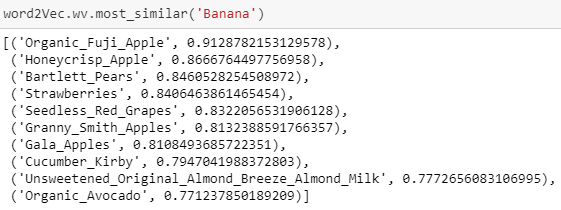 word2Vec.wv.most_similar('Banana')
[('Organic_Fuji_Apple', 0.9128782153129578),
('Honeycrisp_Apple', 0.8666764497756958),
('Bartlett_Pears', 0.8460528254508972),
('Strawberries', 0.8406463861465454),
('Seedless_Red_Grapes', 0.8322056531906128),
('Granny_Smith_Apples', 0.8132388591766357),
('Gala_Apples', 0.8108493685722351),
('Cucumber_Kirby', 0.7947041988372803),
('Unsweetened_Original_Almond_Breeze_Almond_Milk', 0.7772656083106995),
('Organic_Avocado', 0.771237850189209)]